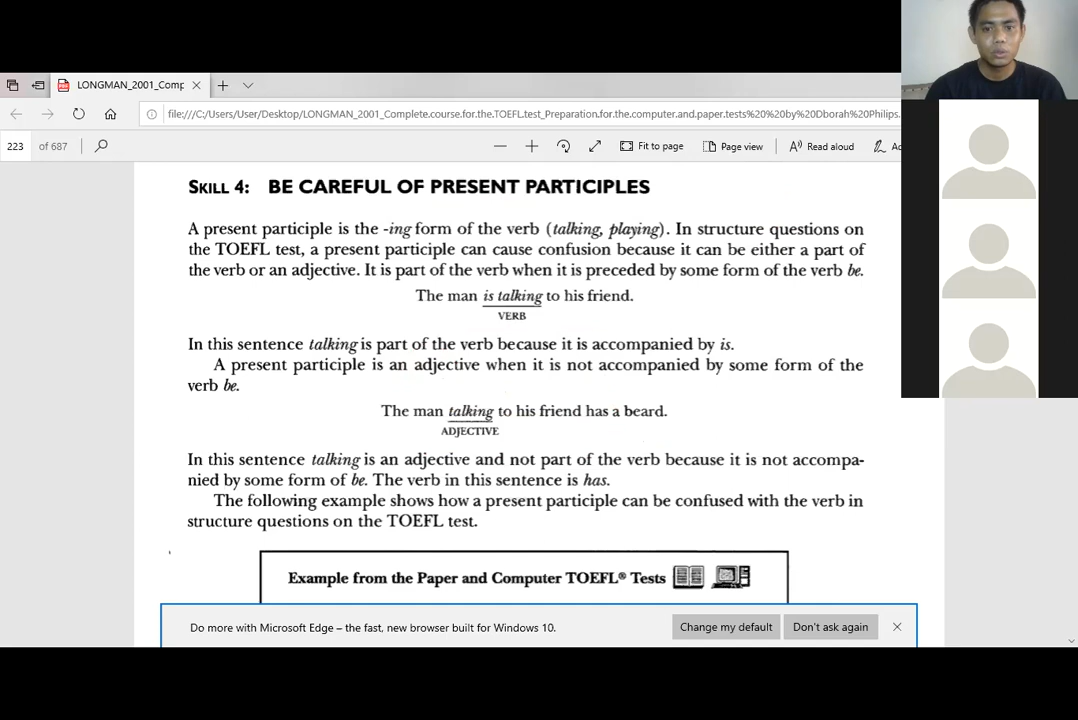 LONGMAN_2001_Comp
file:///C:/Users/User/Desktop/LONGMAN_2001_Complete.course.for.the.TOEFL.test_Preparation.for.the.computer.and.paper.tests%20%20by%20Dborah%20Philips.
223 of 687 Fit to page Page view Read aloud
SKILL 4: BE CAREFUL OF PRESENT PARTICIPLES
A present participle is the -ing form of the verb (talking, playing). In structure questions on
the TOEFL test, a present participle can cause confusion because it can be either a part of
the verb or an adjective. It is part of the verb when it is preceded by some form of the verb be.
The man is talking to his friend.
VERB
In this sentence talking is part of the verb because it is accompanied by is.
A present participle is an adjective when it is not accompanied by some form of the
verb be.
The man talking to his friend has a beard.
ADJECTIVE
In this sentence talking is an adjective and not part of the verb because it is not accompa-
nied by some form of be. The verb in this sentence is has.
The following example shows how a present participle can be confused with the verb in
structure questions on the TOEFL test.
Example from the Paper and Computer TOEFL® Tests
Do more with Microsoft Edge – the fast, new browser built for Windows 10. Change my default Don't ask again